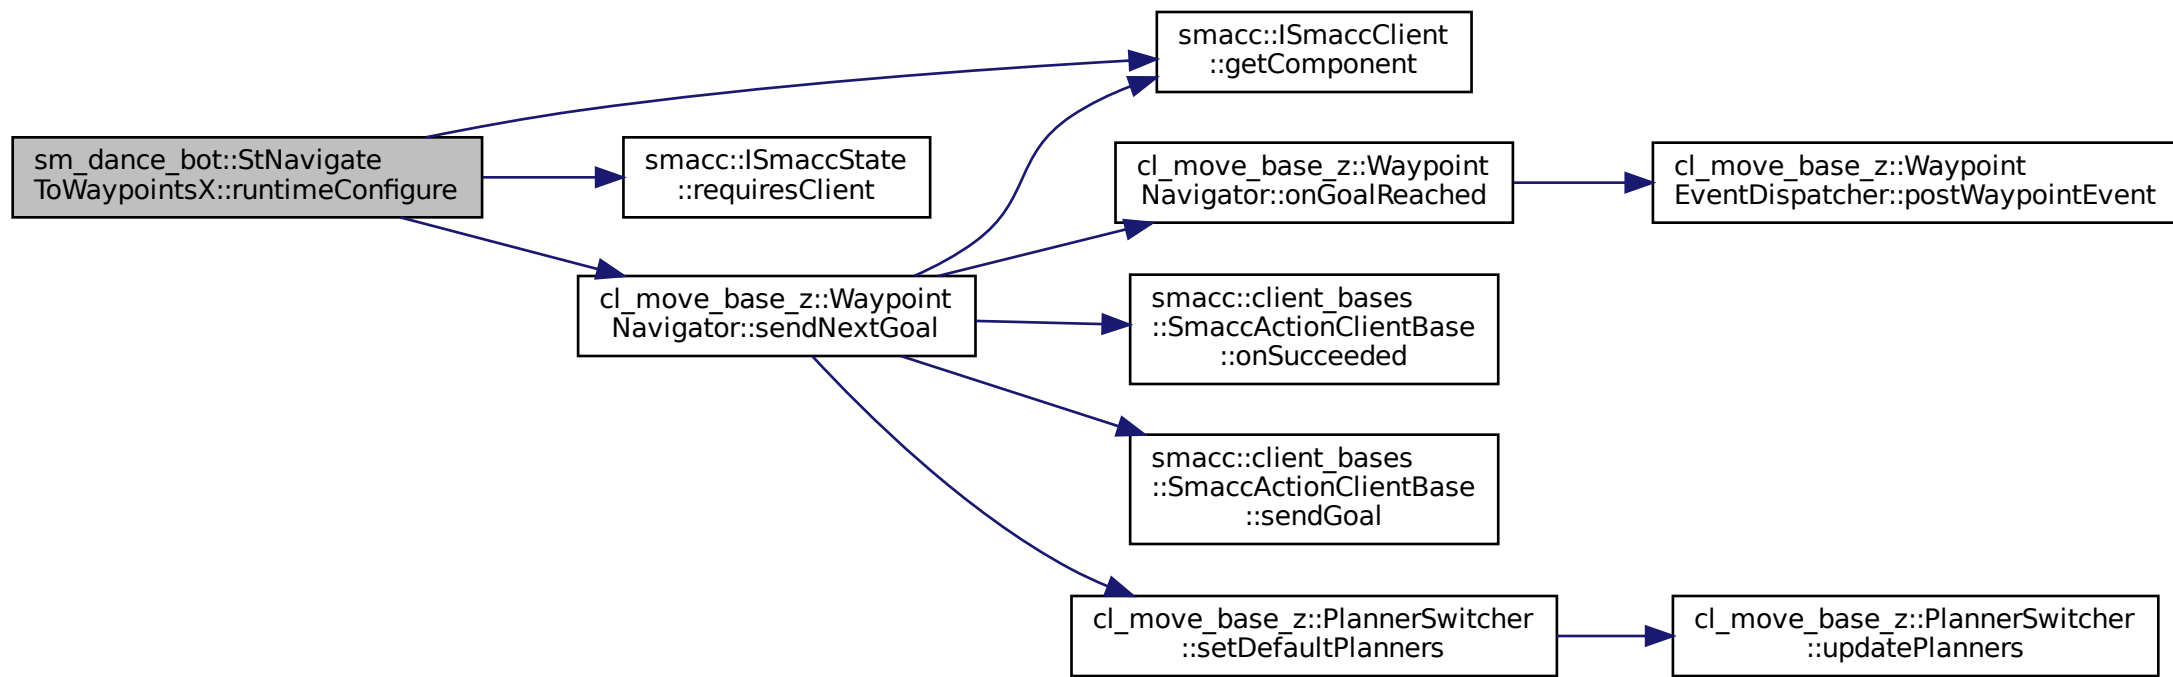 smacc::ISmaccClient
::getComponent
sm_dance_bot::StNavigate
ToWaypointsX::runtimeConfigure
smacc::ISmaccState
::requiresClient
cl_move_base_z::Waypoint
Navigator::onGoalReached
cl_move_base_z::Waypoint
EventDispatcher::postWaypointEvent
cl_move_base_z::Waypoint
Navigator::sendNextGoal
smacc::client_bases
::SmaccActionClientBase
::onSucceeded
smacc::client_bases
::SmaccActionClientBase
::sendGoal
cl_move_base_z::PlannerSwitcher
::setDefaultPlanners
cl_move_base_z::PlannerSwitcher
::updatePlanners